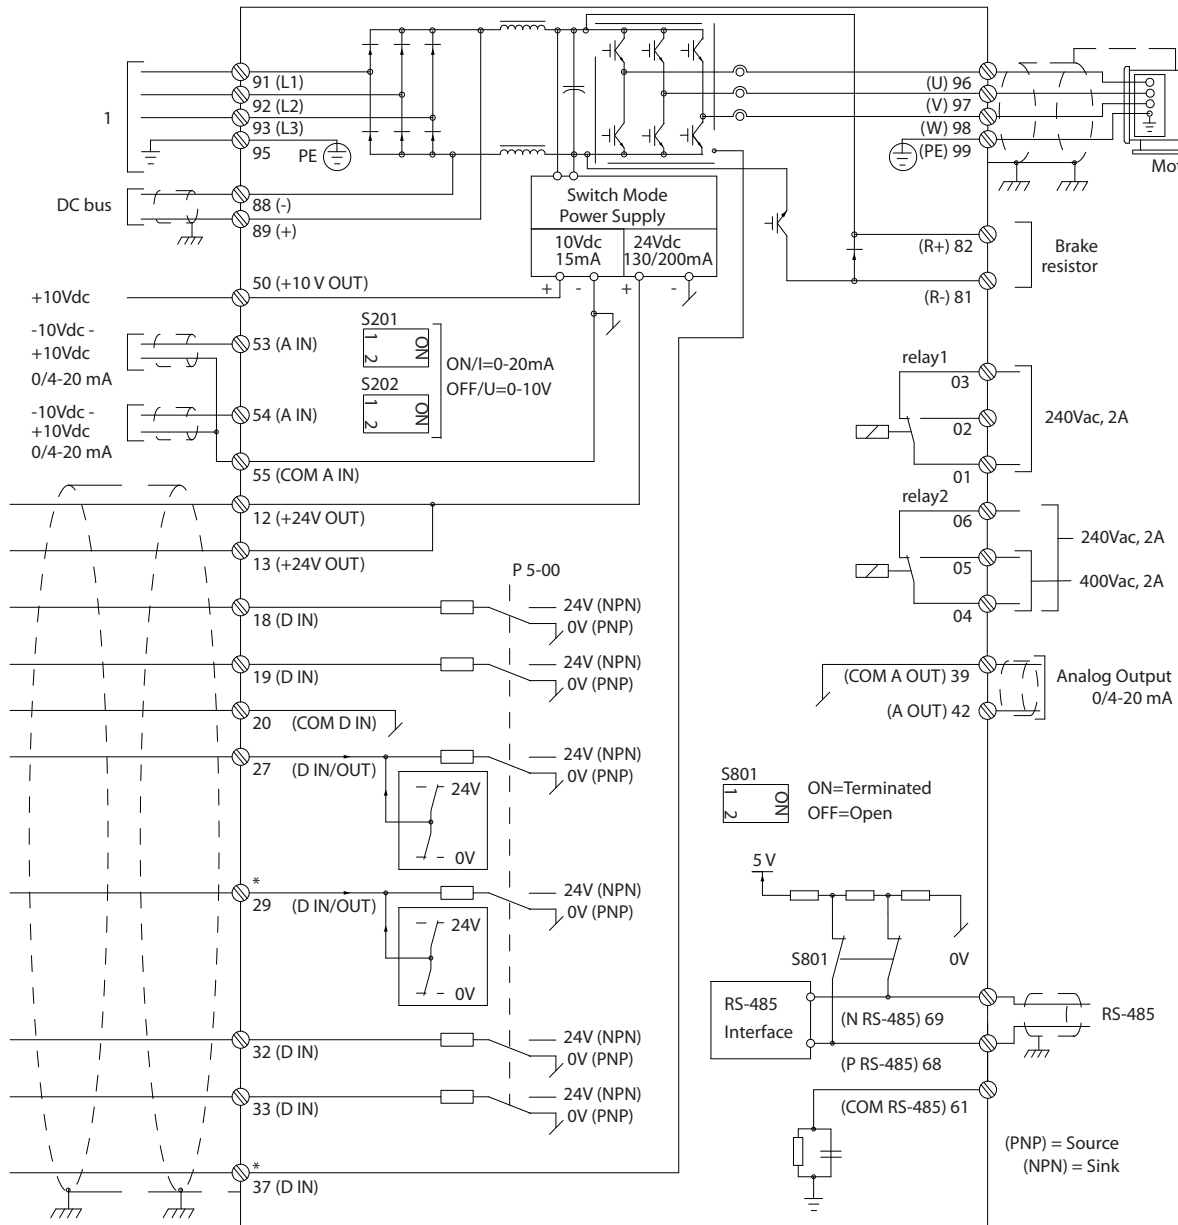 1
91 (L1)
92 (L2)
93 (L3)
95
PE
DC bus
88 (-)
89 (+)
Switch Mode
Power Supply
10Vdc
15mA
24Vdc
130/200mA
+ - + -
(U) 96
(V) 97
(W) 98
(PE) 99
Mot
(R+) 82
(R-) 81
Brake
resistor
+10Vdc
50 (+10 V OUT)
-10Vdc -
+10Vdc
0/4-20 mA
53 (A IN)
-10Vdc -
+10Vdc
0/4-20 mA
54 (A IN)
55 (COM A IN)
S201
1
2
ON
S202
1
2
ON
ON/I=0-20mA
OFF/U=0-10V
relay1
03
02
01
240Vac, 2A
relay2
06
05
04
240Vac, 2A
400Vac, 2A
12 (+24V OUT)
13 (+24V OUT)
P 5-00
18 (D IN)
24V (NPN)
0V (PNP)
19 (D IN)
24V (NPN)
0V (PNP)
20 (COM D IN)
27 (D IN/OUT)
24V (NPN)
0V (PNP)
24V
0V
*
29 (D IN/OUT)
24V (NPN)
0V (PNP)
24V
0V
32 (D IN)
24V (NPN)
0V (PNP)
33 (D IN)
24V (NPN)
0V (PNP)
*
37 (D IN)
(COM A OUT) 39
(A OUT) 42
Analog Output
0/4-20 mA
S801
1
2
ON
ON=Terminated
OFF=Open
5 V
S801
0V
RS-485
Interface
(N RS-485) 69
(P RS-485) 68
(COM RS-485) 61
RS-485
(PNP) = Source
(NPN) = Sink